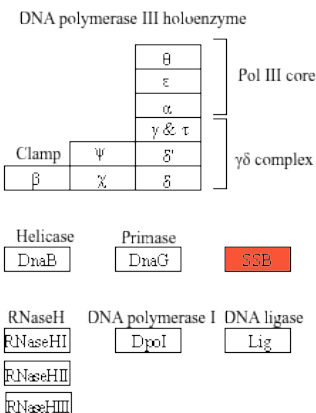 DNA polymerase III holoenzyme
θ
ε
Pol III core
α
γ & τ
Clamp ψ δ'
γδ complex
β χ δ
Helicase Primase
DnaB DnaG SSB
RNaseH DNA polymerase I DNA ligase
RNaseHI DpoI Lig
RNaseHII
RNaseHIII